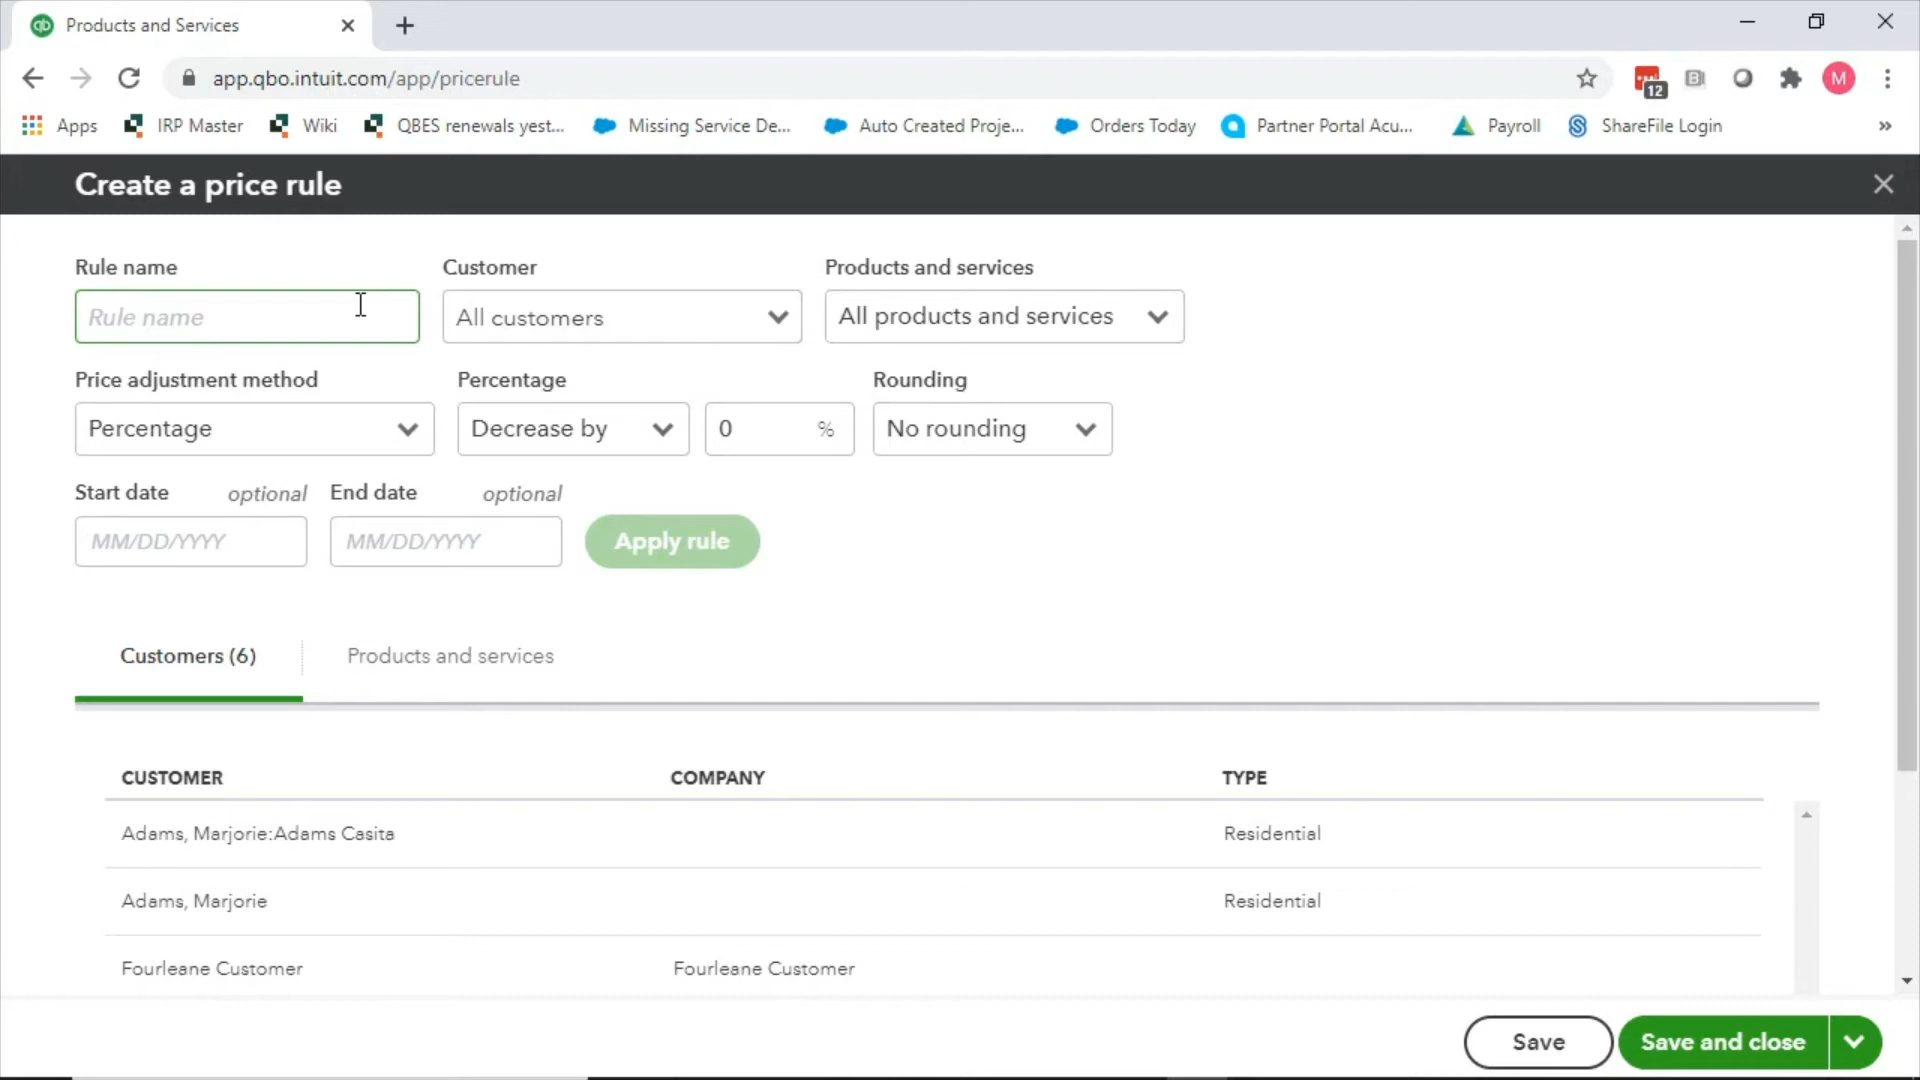 Products and Services
app.qbo.intuit.com/app/pricerule
12
M
Apps IRP Master Wiki QBES renewals yest... Missing Service De... Auto Created Proje... Orders Today Partner Portal Acu... Payroll ShareFile Login »
Create a price rule
Rule name Customer Products and services
Rule name All customers All products and services
Price adjustment method Percentage Rounding
Percentage Decrease by 0 % No rounding
Start date optional End date optional
MM/DD/YYYY MM/DD/YYYY Apply rule
Customers (6) Products and services
CUSTOMER COMPANY TYPE
Adams, Marjorie:Adams Casita Residential
Adams, Marjorie Residential
Fourleane Customer Fourleane Customer
Save Save and close